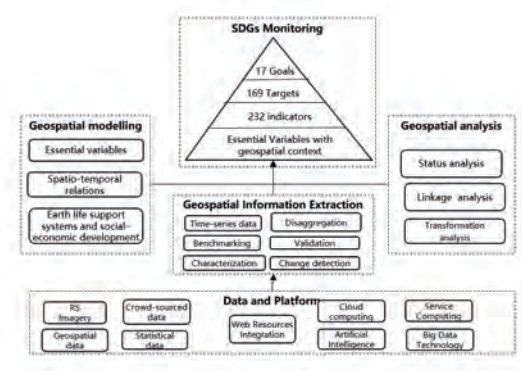 SDGs Monitoring
17 Goals
169 Targets
232 indicators
Essential Variables with
geospatial context
Geospatial modelling
Essential variables
Spatio-temporal
relations
Earth life support
systems and social-
economic development
Geospatial analysis
Status analysis
Linkage analysis
Transformation
analysis
Geospatial Information Extraction
Time-series data
Disaggregation
Benchmarking
Validation
Characterization
Change detection
Data and Platform
RS
Imagery
Crowd-sourced
data
Geospatial
data
Statistical
data
Web Resources
Integration
Cloud
computing
Service
Computing
Artificial
Intelligence
Big Data
Technology